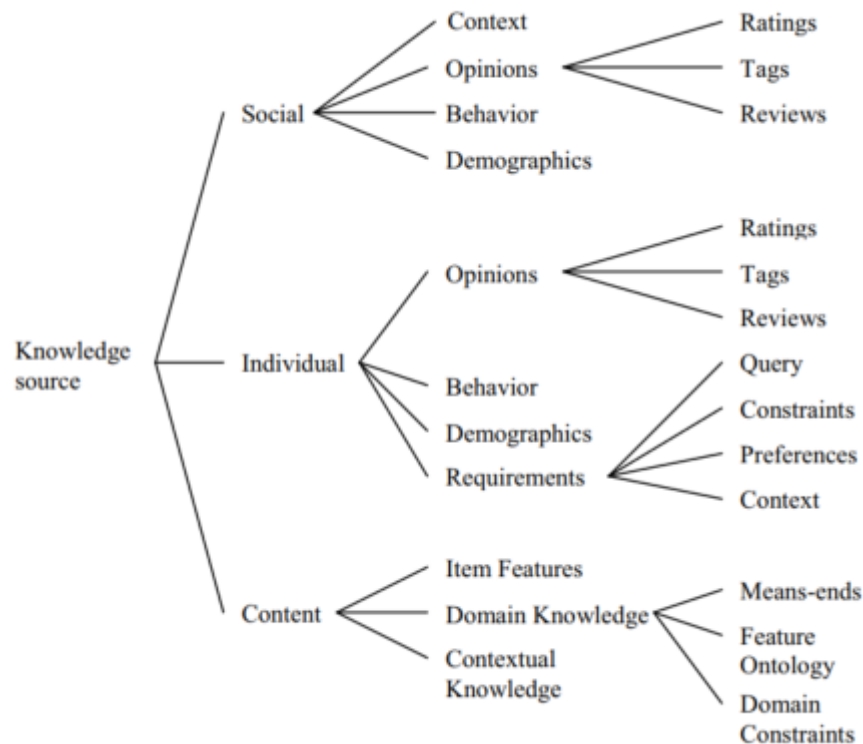 Context
Ratings
Opinions
Tags
Social
Behavior
Reviews
Demographics
Ratings
Opinions
Tags
Reviews
Knowledge
source
Individual
Query
Behavior
Constraints
Demographics
Preferences
Requirements
Context
Item Features
Means-ends
Content
Domain Knowledge
Feature
Ontology
Contextual
Knowledge
Domain
Constraints